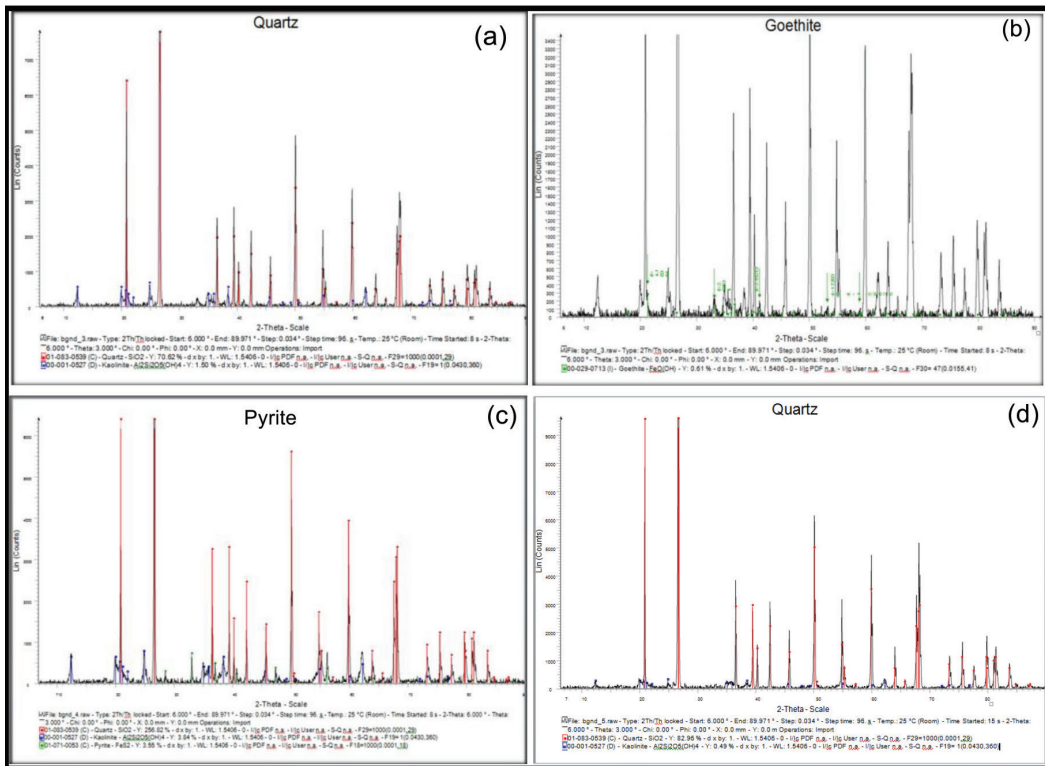 Quartz
(a)
Lin (Counts)
2-Theta - Scale
File: bgnd_3.raw - Type: 2Th/Th locked - Start: 6.000 ° - End: 89.971 ° - Step: 0.034 ° - Step time: 96. s - Temp.: 25 °C (Room) - Time Started: 8 s - 2-Theta:
6.000 ° - Theta: 3.000 ° - Chi: 0.00 ° - Phi: 0.00 ° - X: 0.0 mm - Y: 0.0 mm
Operations: Import
01-083-0539 (C) - Quartz - SiO2 - Y: 70.62 % - d x by: 1. - WL: 1.5406 - 0 - I/Ic PDF n.a. - I/Ic User n.a. - S-Q n.a. - F29=1000(0.0001,29)
00-001-0527 (D) - Kaolinite - Al2Si2O5(OH)4 - Y: 1.50 % - d x by: 1. - WL: 1.5406 - 0 - I/Ic PDF n.a. - I/Ic User n.a. - S-Q n.a. - F19= 1(0.0430,360)
Goethite
(b)
Lin (Counts)
2-Theta - Scale
File: bgnd_3.raw - Type: 2Th/Th locked - Start: 6.000 ° - End: 89.971 ° - Step: 0.034 ° - Step time: 96. s - Temp.: 25 °C (Room) - Time Started: 8 s - 2-Theta:
6.000 ° - Theta: 3.000 ° - Chi: 0.00 ° - Phi: 0.00 ° - X: 0.0 mm - Y: 0.0 mm
Operations: Import
00-029-0713 (I) - Goethite - FeO(OH) - Y: 0.61 % - d x by: 1. - WL: 1.5406 - 0 - I/Ic PDF n.a. - I/Ic User n.a. - S-Q n.a. - F30= 47(0.0155,41)
Pyrite
(c)
Lin (Counts)
2-Theta - Scale
File: bgnd_4.raw - Type: 2Th/Th locked - Start: 6.000 ° - End: 89.971 ° - Step: 0.034 ° - Step time: 96. s - Temp.: 25 °C (Room) - Time Started: 8 s - 2-Theta: 6.000 ° - Theta:
3.000 ° - Chi: 0.00 ° - Phi: 0.00 ° - X: 0.0 mm - Y: 0.0 mm
Operations: Import
01-083-0539 (C) - Quartz - SiO2 - Y: 256.82 % - d x by: 1. - WL: 1.5406 - 0 - I/Ic PDF n.a. - I/Ic User n.a. - S-Q n.a. - F29=1000(0.0001,29)
00-001-0527 (D) - Kaolinite - Al2Si2O5(OH)4 - Y: 3.84 % - d x by: 1. - WL: 1.5406 - 0 - I/Ic PDF n.a. - I/Ic User n.a. - S-Q n.a. - F19= 1(0.0430,360)
01-071-0053 (C) - Pyrite - FeS2 - Y: 3.55 % - d x by: 1. - WL: 1.5406 - 0 - I/Ic PDF n.a. - I/Ic User n.a. - S-Q n.a. - F18=1000(0.0001,18)
Quartz
(d)
Lin (Counts)
2-Theta - Scale
File: bgnd_5.raw - Type: 2Th/Th locked - Start: 6.000 ° - End: 89.971 ° - Step: 0.034 ° - Step time: 96. s - Temp.: 25 °C (Room) - Time Started: 15 s - 2-Theta:
6.000 ° - Theta: 3.000 ° - Chi: 0.00 ° - Phi: 0.00 ° - X: 0.0 mm - Y: 0.0 mm
Operations: Import
01-083-0539 (C) - Quartz - SiO2 - Y: 82.96 % - d x by: 1. - WL: 1.5406 - 0 - I/Ic PDF n.a. - I/Ic User n.a. - S-Q n.a. - F29=1000(0.0001,29)
00-001-0527 (D) - Kaolinite - Al2Si2O5(OH)4 - Y: 0.49 % - d x by: 1. - WL: 1.5406 - 0 - I/Ic PDF n.a. - I/Ic User n.a. - S-Q n.a. - F19= 1(0.0430,360)